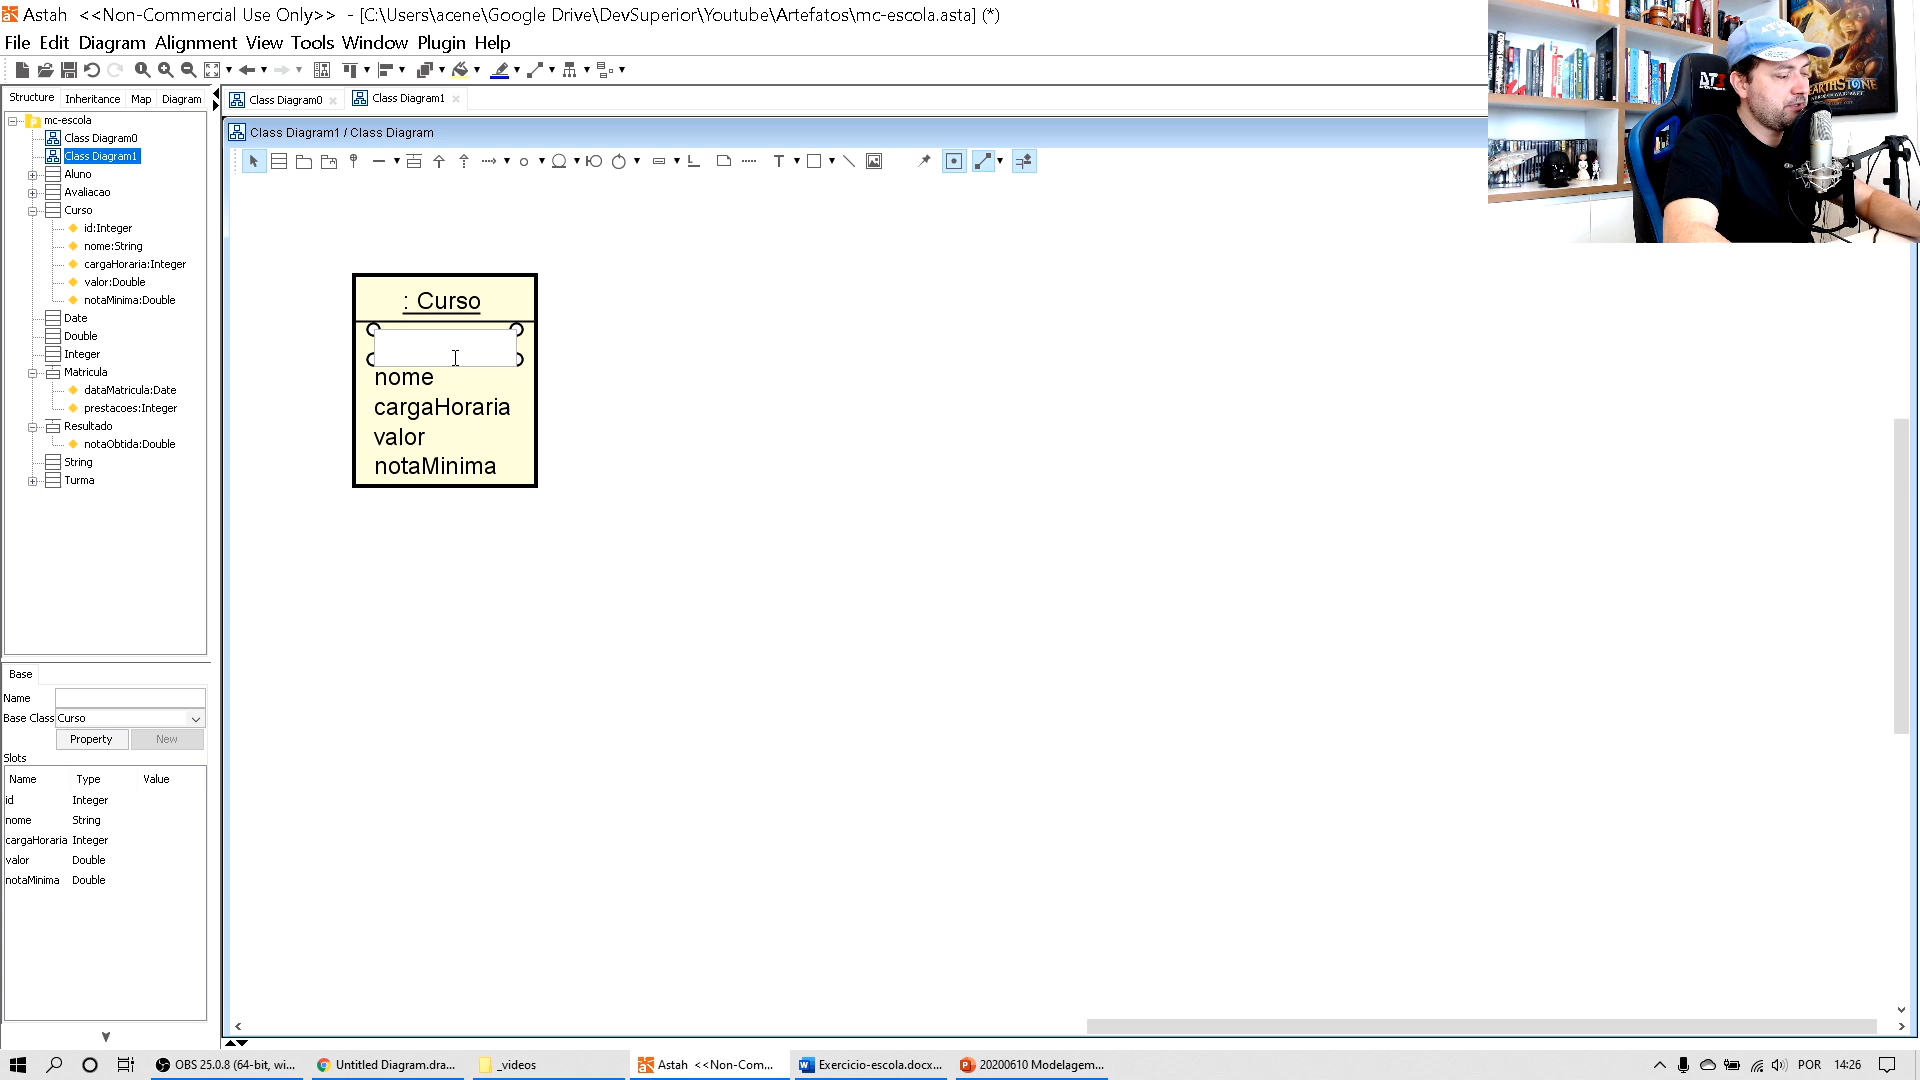 Astah <<Non-Commercial Use Only>> - [C:\Users\acene\Google Drive\DevSuperior\Youtube\Artefatos\mc-escola.asta] (*)
File Edit Diagram Alignment View Tools Window Plugin Help
Structure Inheritance Map Diagram
Class Diagram0 Class Diagram1
mc-escola
Class Diagram0
Class Diagram1
Aluno
Avaliacao
Curso
id:Integer
nome:String
cargaHoraria:Integer
valor:Double
notaMinima:Double
Date
Double
Integer
Matricula
dataMatricula:Date
prestacoes:Integer
Resultado
notaObtida:Double
String
Turma
Class Diagram1 / Class Diagram
: Curso
nome
cargaHoraria
valor
notaMinima
Base
Name
Base Class Curso
Property New
Slots
Name Type Value
id Integer
nome String
cargaHoraria Integer
valor Double
notaMinima Double
OBS 25.0.8 (64-bit, wi...
Untitled Diagram.dra...
_videos
Astah <<Non-Com...
Exercicio-escola.docx...
20200610 Modelagem...
POR 14:26